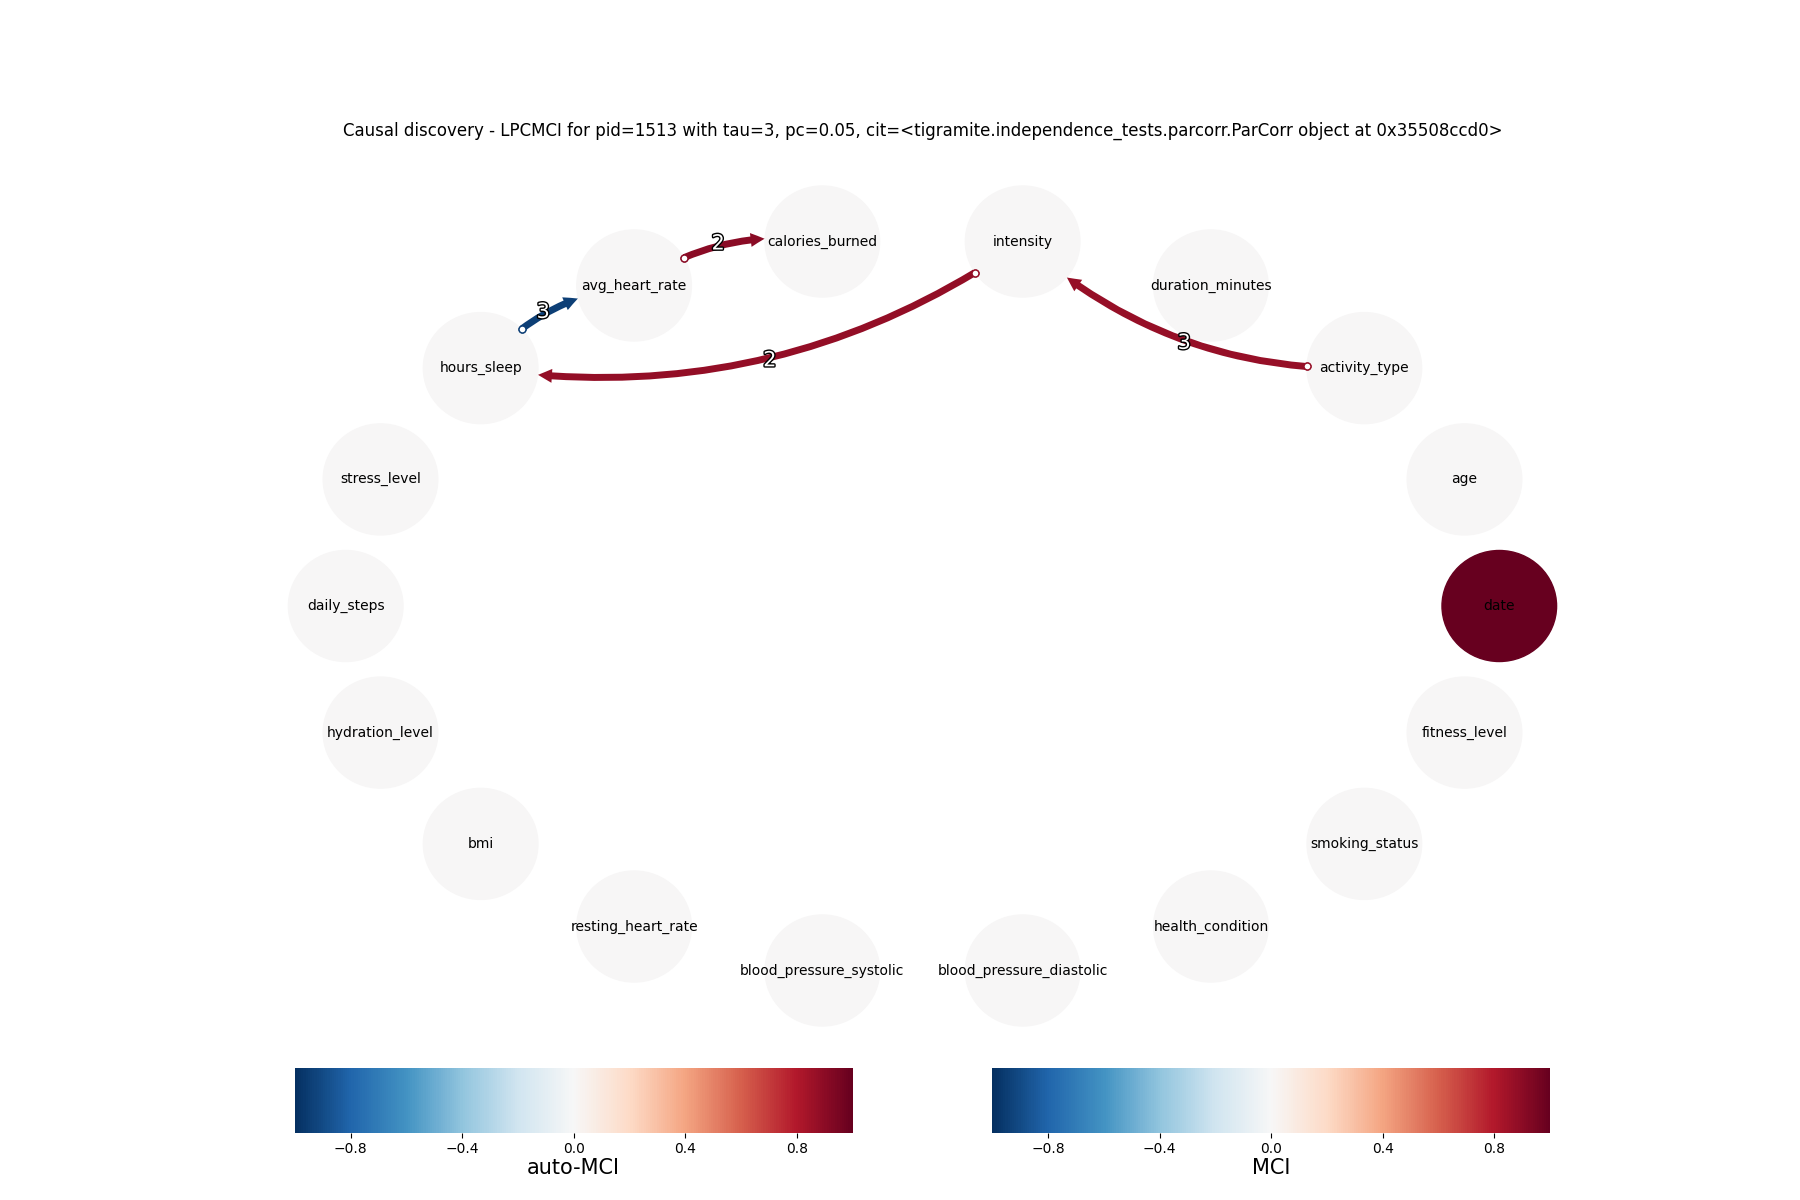 Causal discovery - LPCMCI for pid=1513 with tau=3, pc=0.05, cit=<tigramite.independence_tests.parcorr.ParCorr object at 0x35508ccd0>
calories_burned
intensity
2
avg_heart_rate
duration_minutes
3
3
2
hours_sleep
activity_type
stress_level
age
daily_steps
date
hydration_level
fitness_level
bmi
smoking_status
resting_heart_rate
health_condition
blood_pressure_systolic
blood_pressure_diastolic
−0.8 −0.4 0.0 0.4 0.8
auto-MCI
−0.8 −0.4 0.0 0.4 0.8
MCI